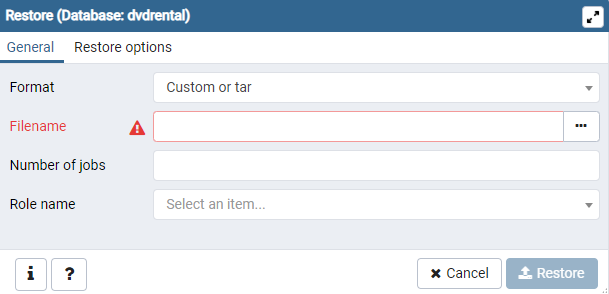 Restore (Database: dvdrental)
General Restore options
Format Custom or tar
Filename
Number of jobs
Role name Select an item...
i ? Cancel Restore